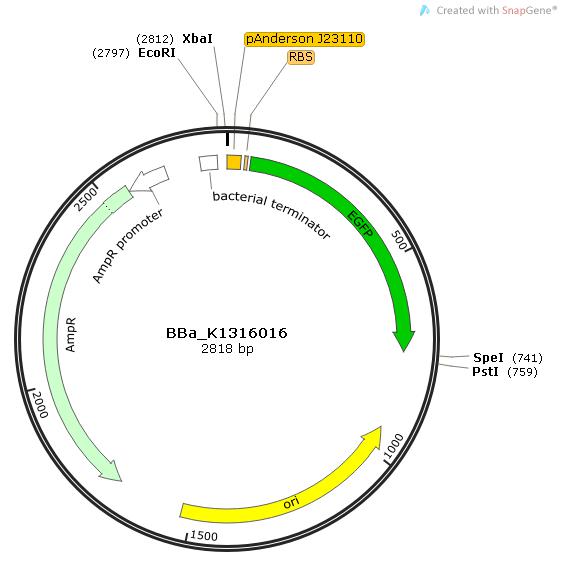 Created with SnapGene®
(2812) XbaI
pAnderson J23110
(2797) EcoRI
RBS
2500
bacterial terminator
EGFP
500
AmpR promoter
AmpR
BBa_K1316016
2818 bp
SpeI (741)
PstI (759)
2000
1000
ori
1500